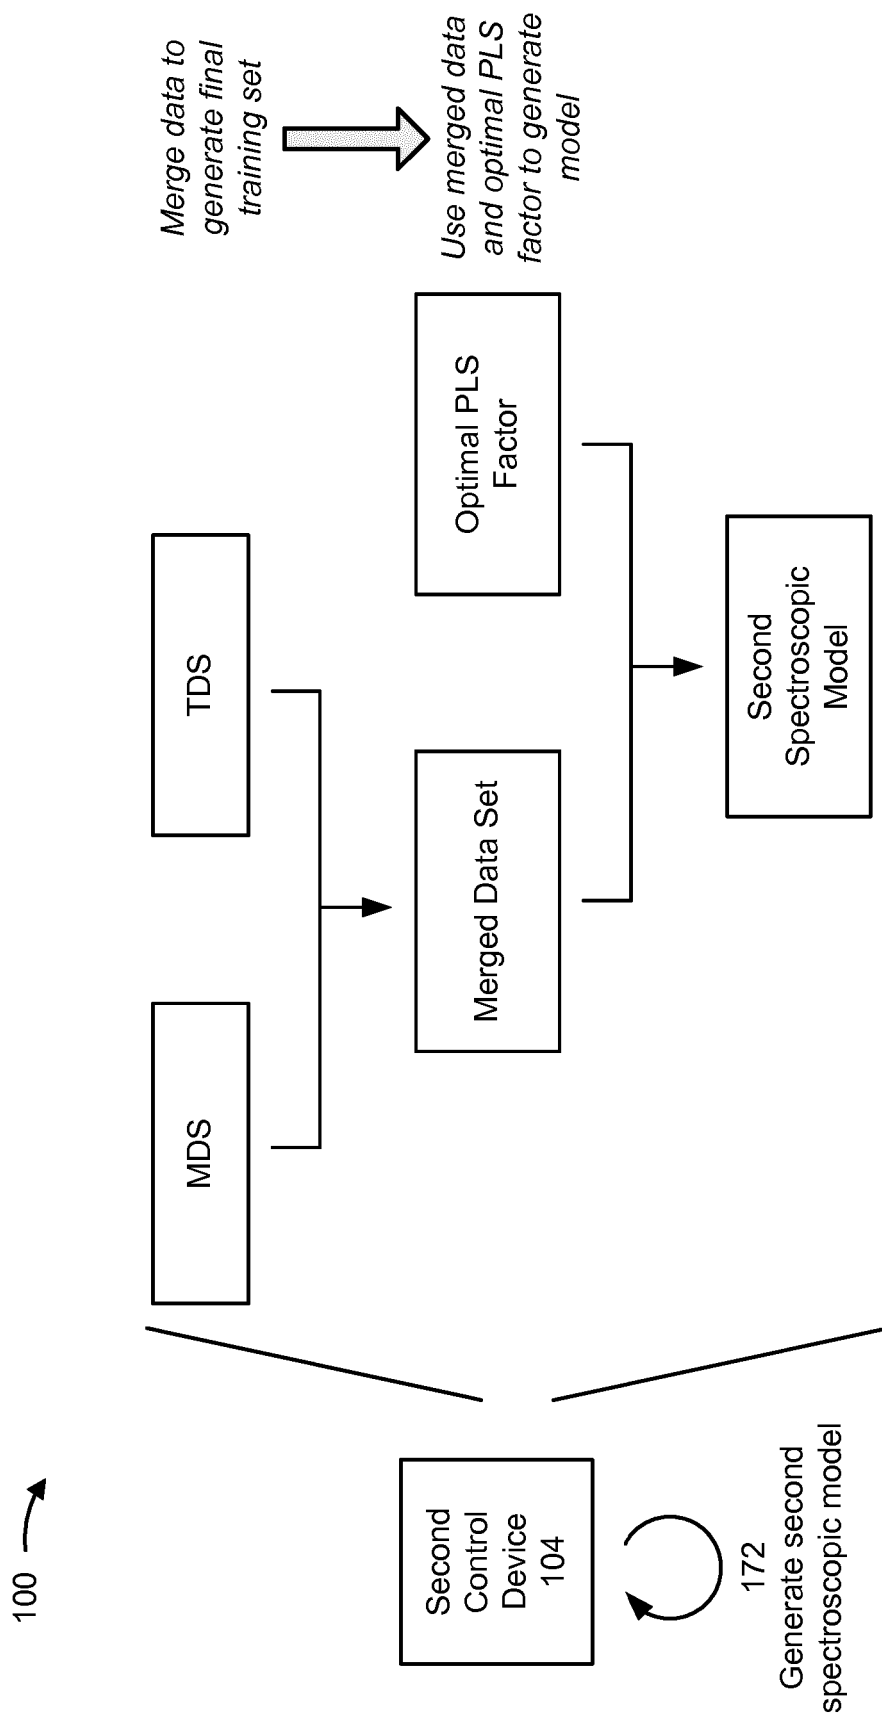 100
MDS
TDS
Merge data to
generate final
training set
Second
Control
Device
104
Merged Data Set
Optimal PLS
Factor
Use merged data
and optimal PLS
factor to generate
model
172
Generate second
spectroscopic model
Second
Spectroscopic
Model